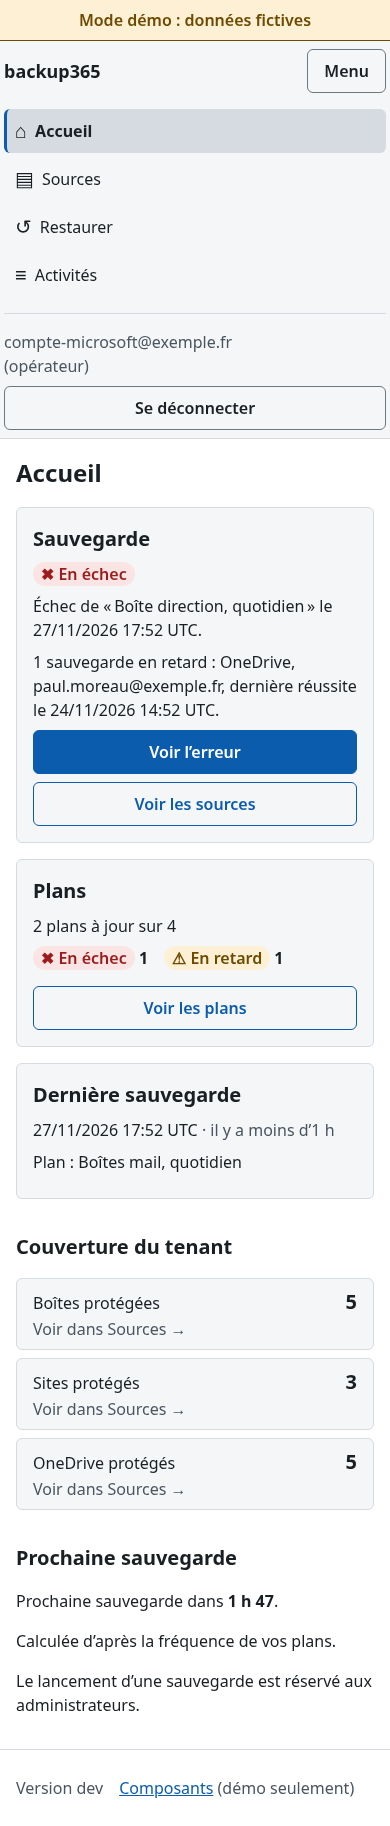 Mode démo : données fictives
backup365
Menu
⌂ Accueil
▤ Sources
↺ Restaurer
≡ Activités
compte-microsoft@exemple.fr
(opérateur)
Se déconnecter
Accueil
Sauvegarde
✖ En échec
Échec de « Boîte direction, quotidien » le
27/11/2026 17:52 UTC.
1 sauvegarde en retard : OneDrive,
paul.moreau@exemple.fr, dernière réussite
le 24/11/2026 14:52 UTC.
Voir l’erreur
Voir les sources
Plans
2 plans à jour sur 4
✖ En échec 1 ⚠ En retard 1
Voir les plans
Dernière sauvegarde
27/11/2026 17:52 UTC · il y a moins d’1 h
Plan : Boîtes mail, quotidien
Couverture du tenant
Boîtes protégées 5
Voir dans Sources →
Sites protégés 3
Voir dans Sources →
OneDrive protégés 5
Voir dans Sources →
Prochaine sauvegarde
Prochaine sauvegarde dans 1 h 47.
Calculée d’après la fréquence de vos plans.
Le lancement d’une sauvegarde est réservé aux
administrateurs.
Version dev Composants (démo seulement)